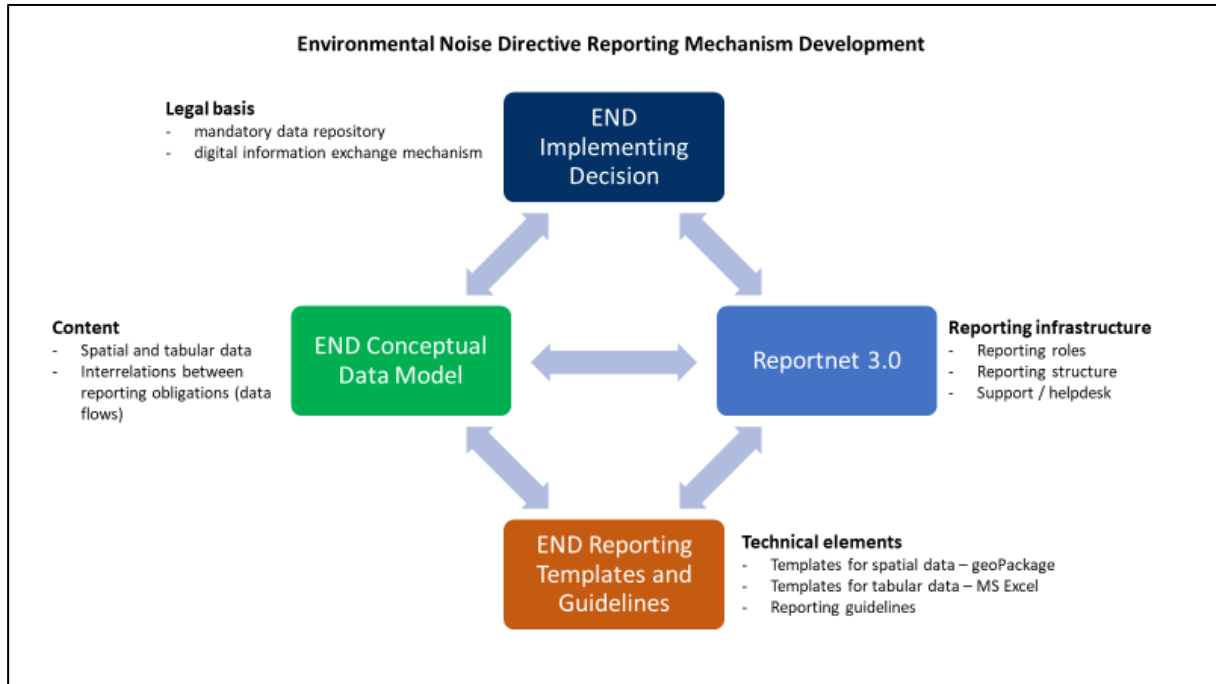 Environmental Noise Directive Reporting Mechanism Development
Legal basis
- mandatory data repository
- digital information exchange mechanism
END
Implementing
Decision
Content
- Spatial and tabular data
- Interrelations between
reporting obligations (data
flows)
END Conceptual
Data Model
Reportnet 3.0
Reporting infrastructure
- Reporting roles
- Reporting structure
- Support / helpdesk
END Reporting
Templates and
Guidelines
Technical elements
- Templates for spatial data – geoPackage
- Templates for tabular data – MS Excel
- Reporting guidelines